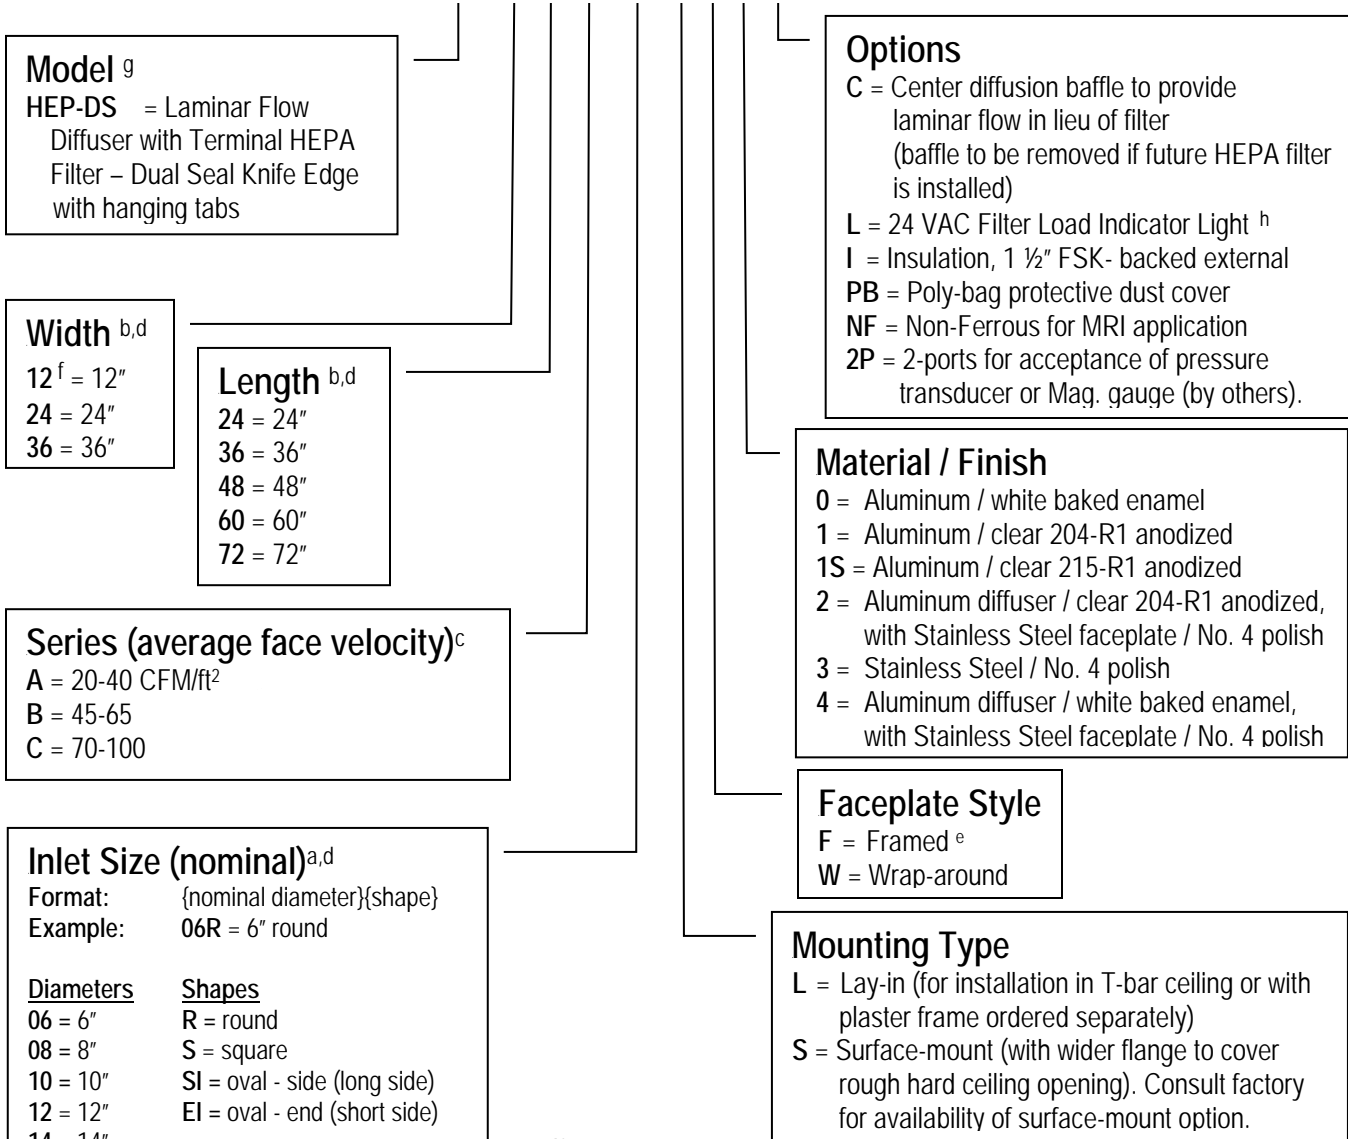 Model g
HEP-DS = Laminar Flow
Diffuser with Terminal HEPA
Filter – Dual Seal Knife Edge
with hanging tabs
Width b,d
12 f = 12"
24 = 24"
36 = 36"
Length b,d
24 = 24"
36 = 36"
48 = 48"
60 = 60"
72 = 72"
Series (average face velocity)c
A = 20-40 CFM/ft2
B = 45-65
C = 70-100
Inlet Size (nominal)a,d
Format: {nominal diameter}{shape}
Example: 06R = 6" round
Diameters Shapes
06 = 6" R = round
08 = 8" S = square
10 = 10" SI = oval - side (long side)
12 = 12" EI = oval - end (short side)
14 = 14"
Options
C = Center diffusion baffle to provide
laminar flow in lieu of filter
(baffle to be removed if future HEPA filter
is installed)
L = 24 VAC Filter Load Indicator Light h
I = Insulation, 1 ½" FSK- backed external
PB = Poly-bag protective dust cover
NF = Non-Ferrous for MRI application
2P = 2-ports for acceptance of pressure
transducer or Mag. gauge (by others).
Material / Finish
0 = Aluminum / white baked enamel
1 = Aluminum / clear 204-R1 anodized
1S = Aluminum / clear 215-R1 anodized
2 = Aluminum diffuser / clear 204-R1 anodized,
with Stainless Steel faceplate / No. 4 polish
3 = Stainless Steel / No. 4 polish
4 = Aluminum diffuser / white baked enamel,
with Stainless Steel faceplate / No. 4 polish
Faceplate Style
F = Framed e
W = Wrap-around
Mounting Type
L = Lay-in (for installation in T-bar ceiling or with
plaster frame ordered separately)
S = Surface-mount (with wider flange to cover
rough hard ceiling opening). Consult factory
for availability of surface-mount option.